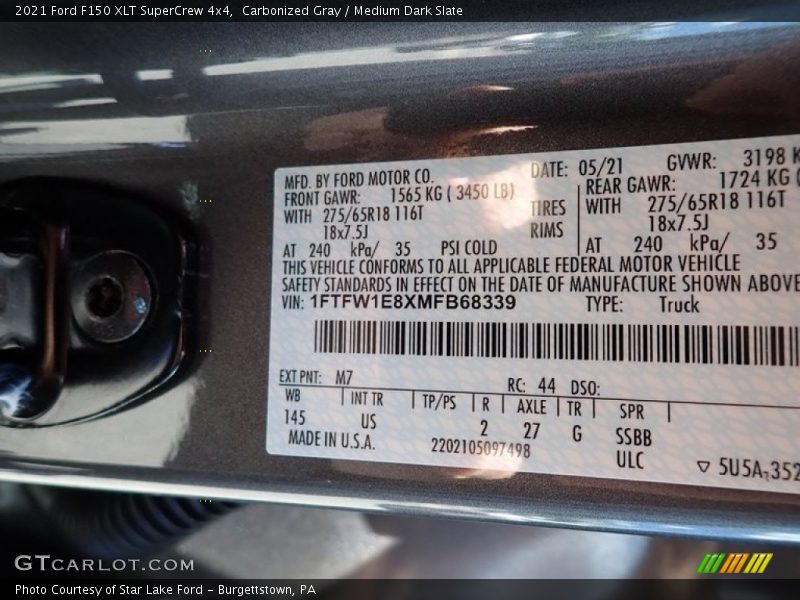 2021 Ford F150 XLT SuperCrew 4x4, Carbonized Gray / Medium Dark Slate
MFD. BY FORD MOTOR CO. DATE: 05/21 GVWR: 3198 K
FRONT GAWR: 1565 KG ( 3450 LB) REAR GAWR: 1724 KG (
WITH 275/65R18 116T TIRES WITH 275/65R18 116T
18x7.5J RIMS 18x7.5J
AT 240 kPa/ 35 PSI COLD AT 240 kPa/ 35
THIS VEHICLE CONFORMS TO ALL APPLICABLE FEDERAL MOTOR VEHICLE
SAFETY STANDARDS IN EFFECT ON THE DATE OF MANUFACTURE SHOWN ABOVE
VIN: 1FTFW1E8XMFB68339 TYPE: Truck
EXT PNT: M7 RC: 44 DSO:
WB INT TR TP/PS R AXLE TR SPR
145 US 2 27 G SSBB
MADE IN U.S.A. 2202105097498 ULC ▽ 5U5A-352
GTCARLOT.COM
Photo Courtesy of Star Lake Ford - Burgettstown, PA